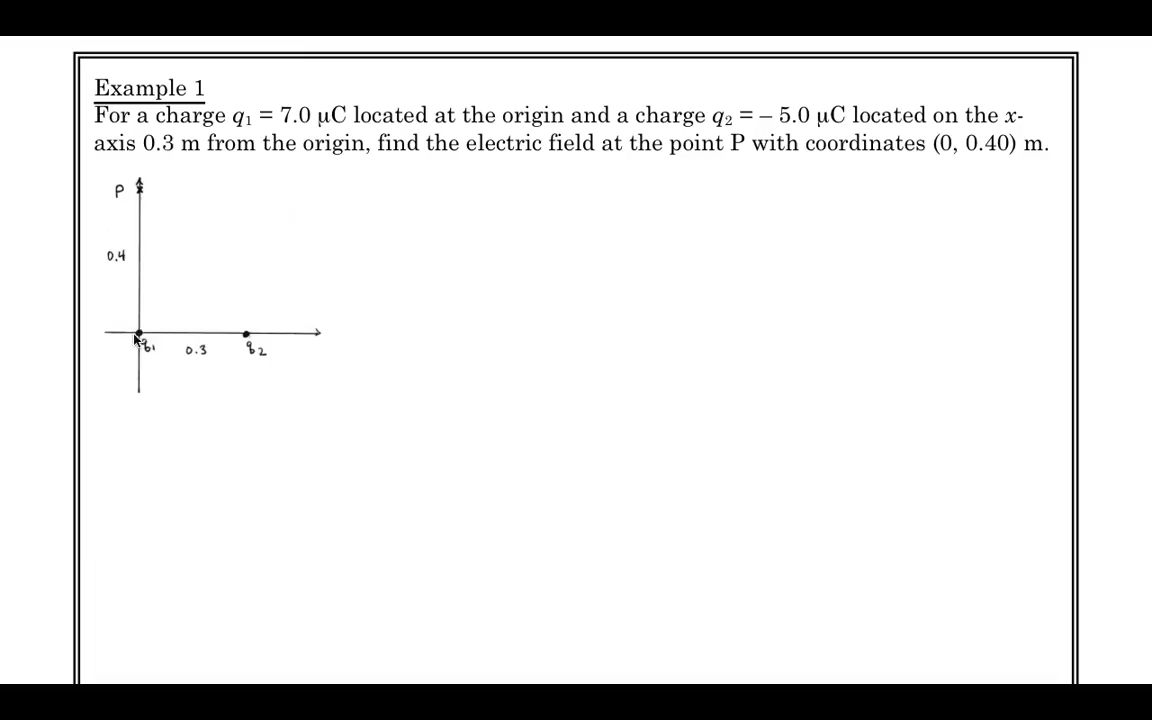 Example 1
For a charge q₁ = 7.0 μC located at the origin and a charge q₂ = – 5.0 μC located on the x-
axis 0.3 m from the origin, find the electric field at the point P with coordinates (0, 0.40) m.
P
0.4
q₁ 0.3 q₂